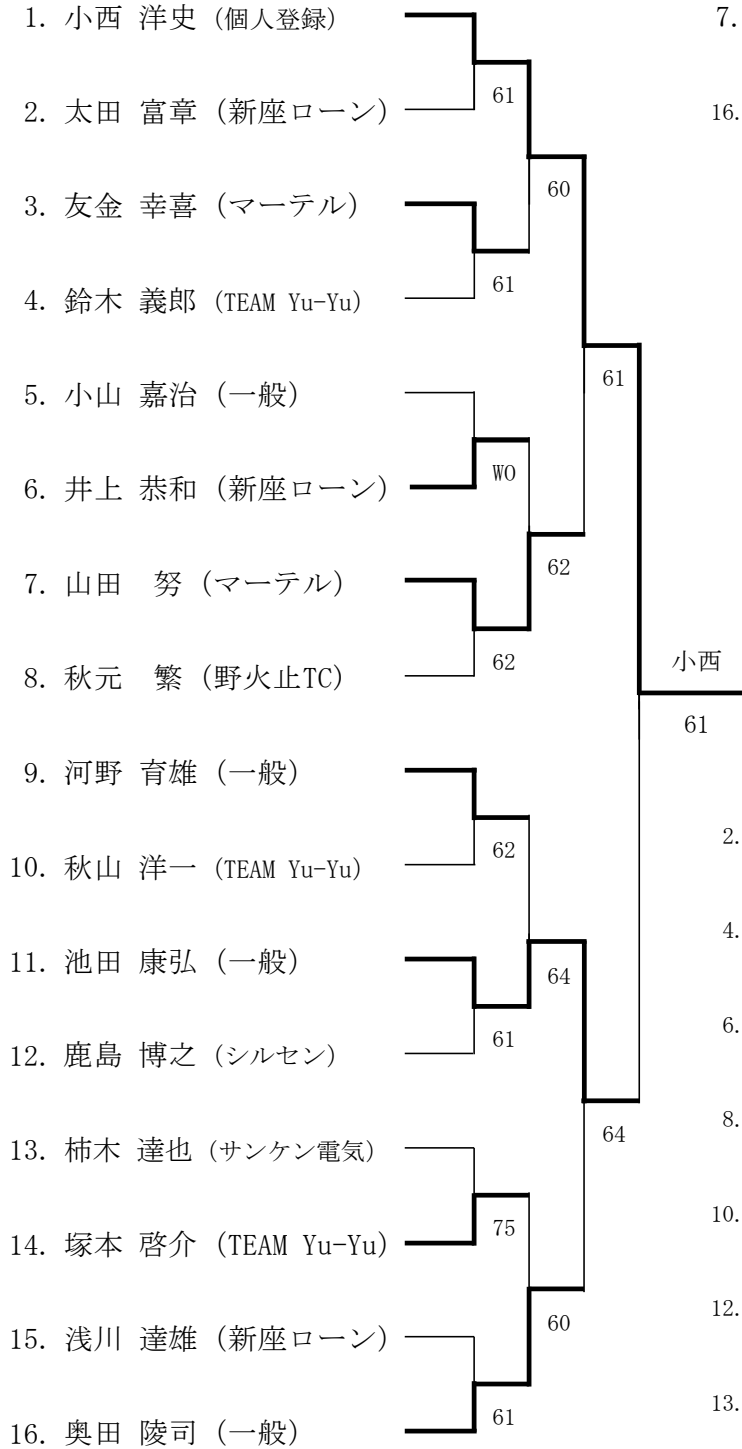 1. 小西 洋史 (個人登録)
7.
61
2. 太田 富章 (新座ローン)
16.
60
3. 友金 幸喜 (マーテル)
61
4. 鈴木 義郎 (TEAM Yu-Yu)
61
5. 小山 嘉治 (一般)
WO
6. 井上 恭和 (新座ローン)
62
7. 山田 努 (マーテル)
62
小西
8. 秋元 繁 (野火止TC)
61
9. 河野 育雄 (一般)
62
2.
10. 秋山 洋一 (TEAM Yu-Yu)
4.
11. 池田 康弘 (一般)
64
61
6.
12. 鹿島 博之 (シルセン)
64
8.
13. 柿木 達也 (サンケン電気)
75
10.
14. 塚本 啓介 (TEAM Yu-Yu)
60
12.
15. 浅川 達雄 (新座ローン)
61
13.
16. 奥田 陵司 (一般)